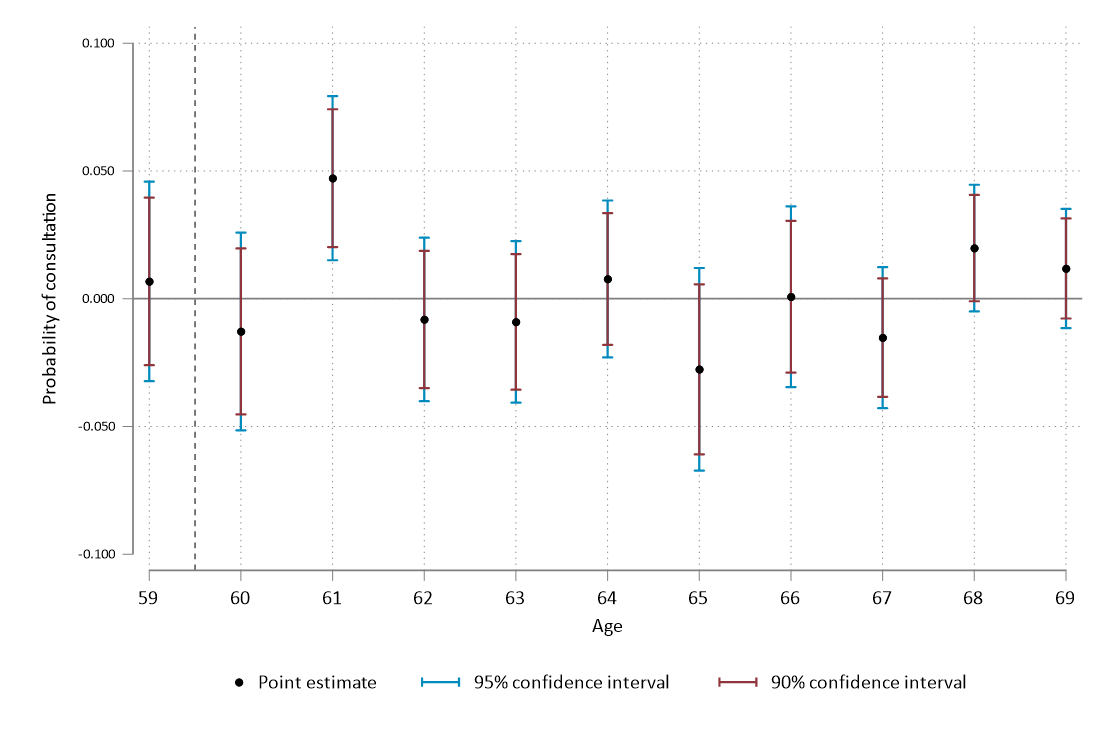 Probability of consultation
0.100
0.050
0.000
-0.050
-0.100
59 60 61 62 63 64 65 66 67 68 69
Age
Point estimate 95% confidence interval 90% confidence interval